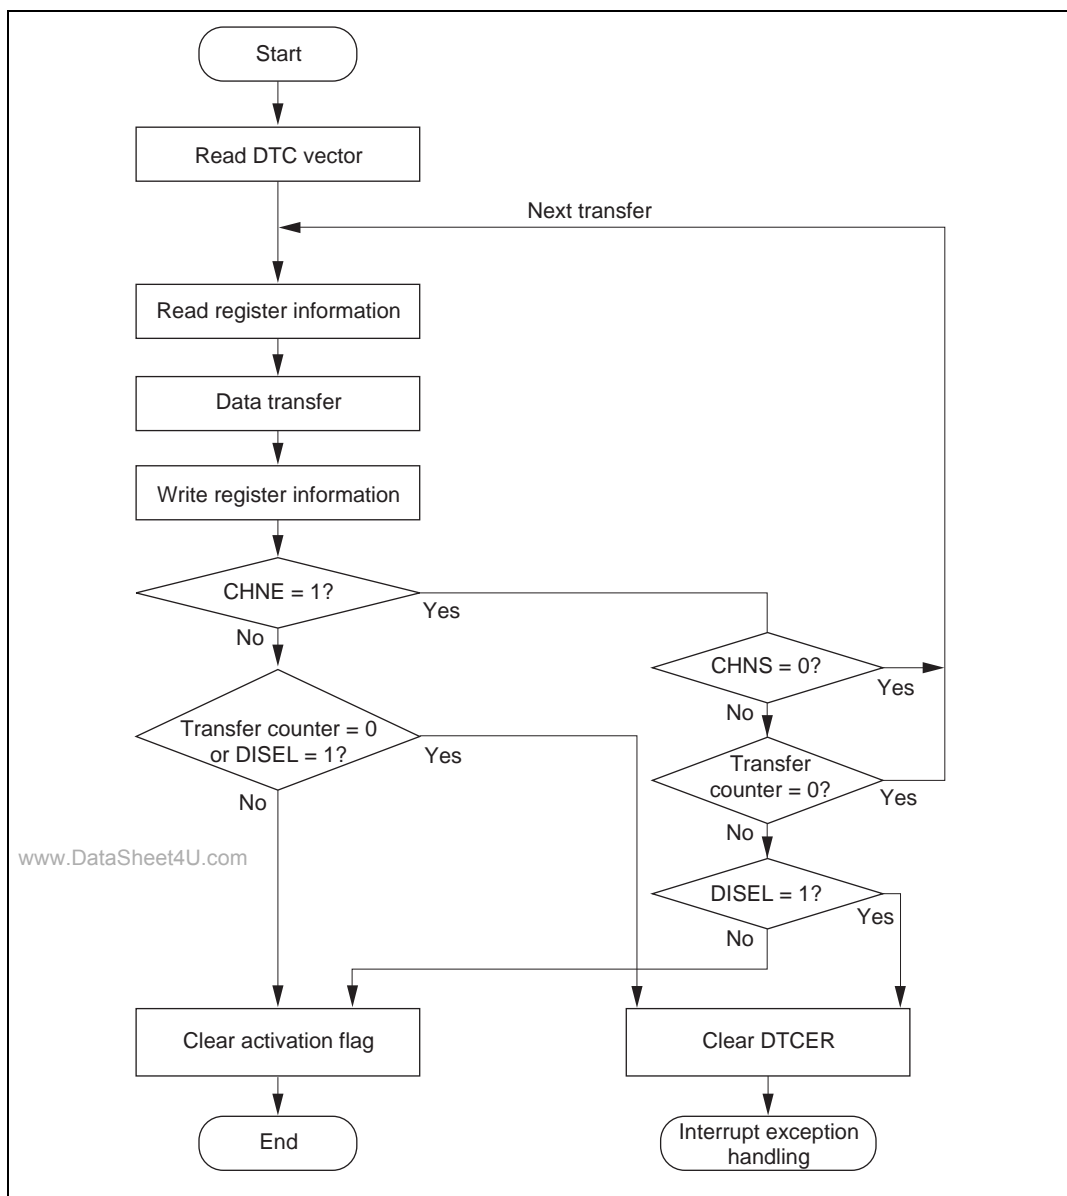 Start
Read DTC vector
Next transfer
Read register information
Data transfer
Write register information
CHNE = 1?
Yes
No
CHNS = 0?
Yes
No
Transfer counter = 0
or DISEL = 1?
Yes
No
Transfer
counter = 0?
Yes
No
www.DataSheet4U.com
DISEL = 1?
Yes
No
Clear activation flag
Clear DTCER
End
Interrupt exception
handling